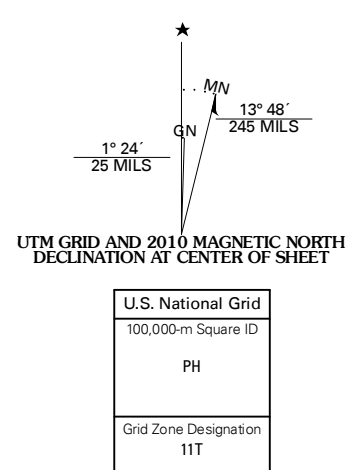 MN
13° 48´
245 MILS
GN
1° 24´
25 MILS
UTM GRID AND 2010 MAGNETIC NORTH
DECLINATION AT CENTER OF SHEET
U.S. National Grid
100,000-m Square ID
PH
Grid Zone Designation
11T